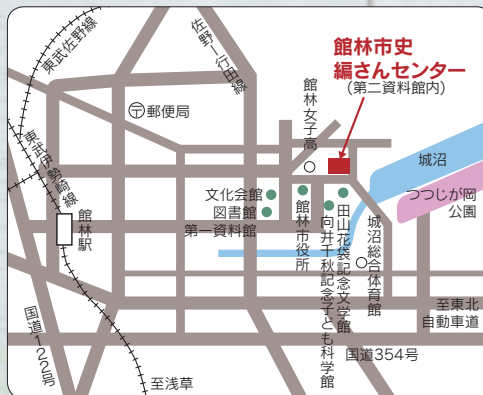 東武佐野線
佐野ー行田線
館林市史
編さんセンター
(第二資料館内)
〒郵便局
館林女子高
東武伊勢崎線
城沼
つつじが岡
公園
文化会館
図書館
第一資料館
館林駅
館林市役所
向井千秋記念子ども科学館
田山花袋記念文学館
城沼総合体育館
至東北
自動車道
国道122号
国道354号
至浅草